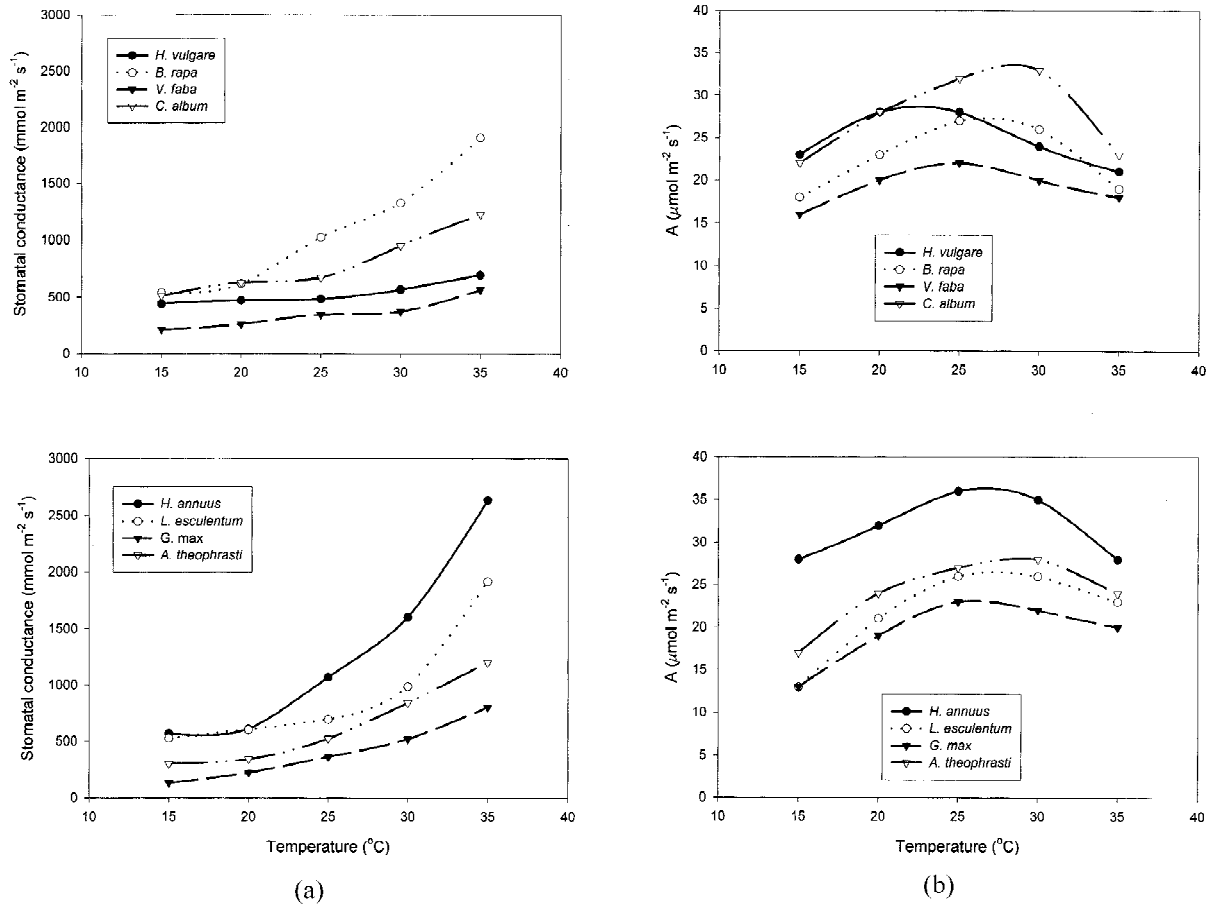 3000
2500
2000
1500
1000
500
0
Stomatal conductance (mmol m⁻² s⁻¹)
H. vulgare
B. rapa
V. faba
C. album
10 15 20 25 30 35 40
40
35
30
25
20
15
10
5
0
A (μmol m⁻² s⁻¹)
H. vulgare
B. rapa
V. faba
C. album
10 15 20 25 30 35 40
3000
2500
2000
1500
1000
500
0
Stomatal conductance (mmol m⁻² s⁻¹)
H. annuus
L. esculentum
G. max
A. theophrasti
10 15 20 25 30 35 40
Temperature (°C)
(a)
40
35
30
25
20
15
10
5
0
A (μmol m⁻² s⁻¹)
H. annuus
L. esculentum
G. max
A. theophrasti
10 15 20 25 30 35 40
Temperature (°C)
(b)